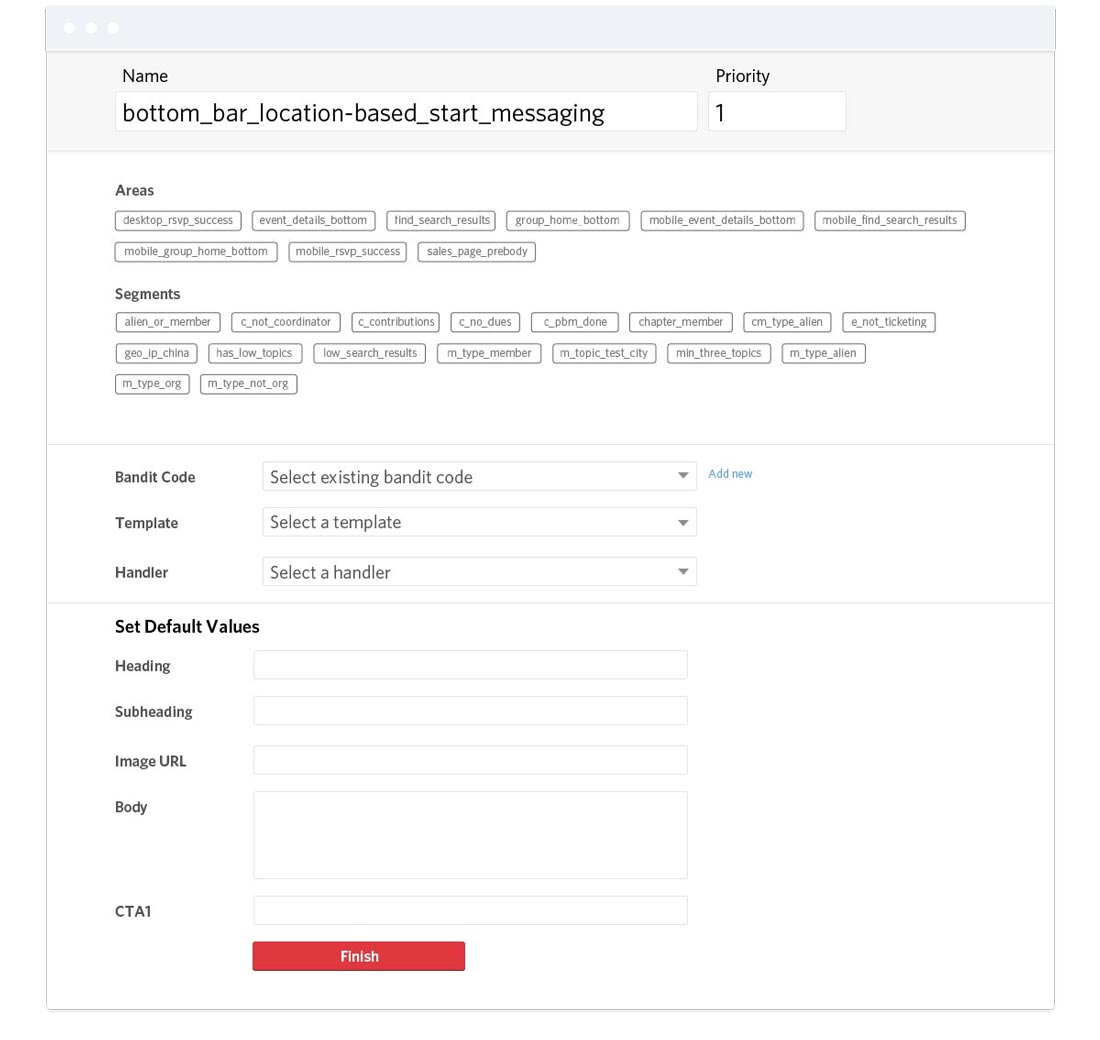 Name Priority
bottom_bar_location-based_start_messaging 1
Areas
desktop_rsvp_success event_details_bottom find_search_results group_home_bottom mobile_event_details_bottom mobile_find_search_results
mobile_group_home_bottom mobile_rsvp_success sales_page_prebody
Segments
alien_or_member c_not_coordinator c_contributions c_no_dues c_pbm_done chapter_member cm_type_alien e_not_ticketing
geo_ip_china has_low_topics low_search_results m_type_member m_topic_test_city min_three_topics m_type_alien
m_type_org m_type_not_org
Bandit Code Select existing bandit code Add new
Template Select a template
Handler Select a handler
Set Default Values
Heading
Subheading
Image URL
Body
CTA1
Finish